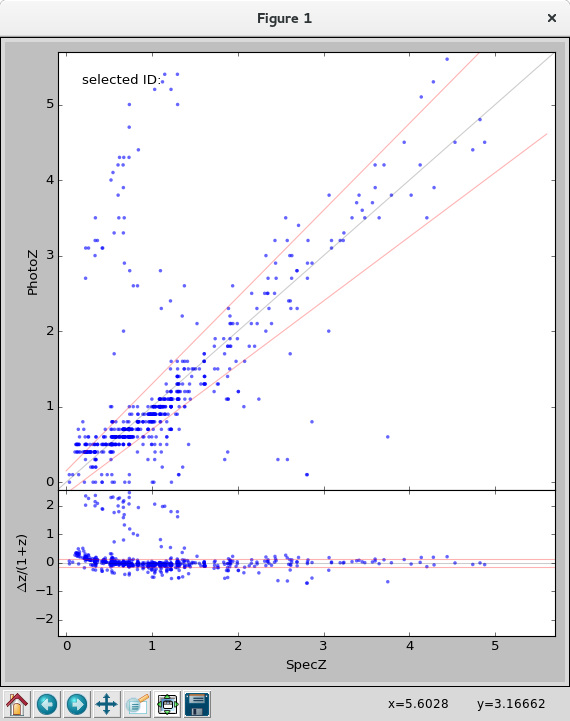 Figure 1
×
selected ID:
5
4
3
2
1
0
PhotoZ
2
1
0
−1
−2
Δz/(1+z)
0 1 2 3 4 5
SpecZ
x=5.6028 y=3.16662